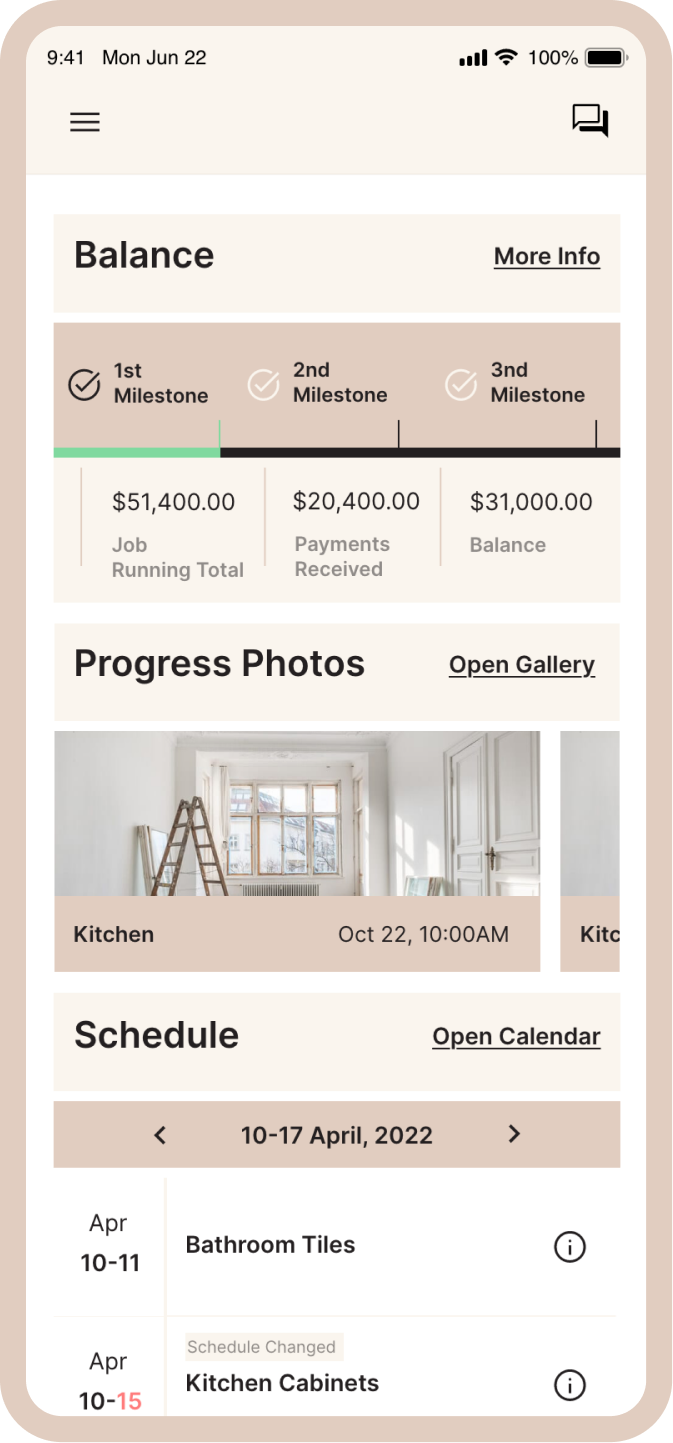 9:41 Mon Jun 22 100%
Balance More Info
1st
Milestone
2nd
Milestone
3nd
Milestone
$51,400.00 $20,400.00 $31,000.00
Job
Running Total
Payments
Received
Balance
Progress Photos Open Gallery
Kitchen Oct 22, 10:00AM Kitc
Schedule Open Calendar
10-17 April, 2022
Apr
10-11
Bathroom Tiles
Schedule Changed
Apr
10-15
Kitchen Cabinets